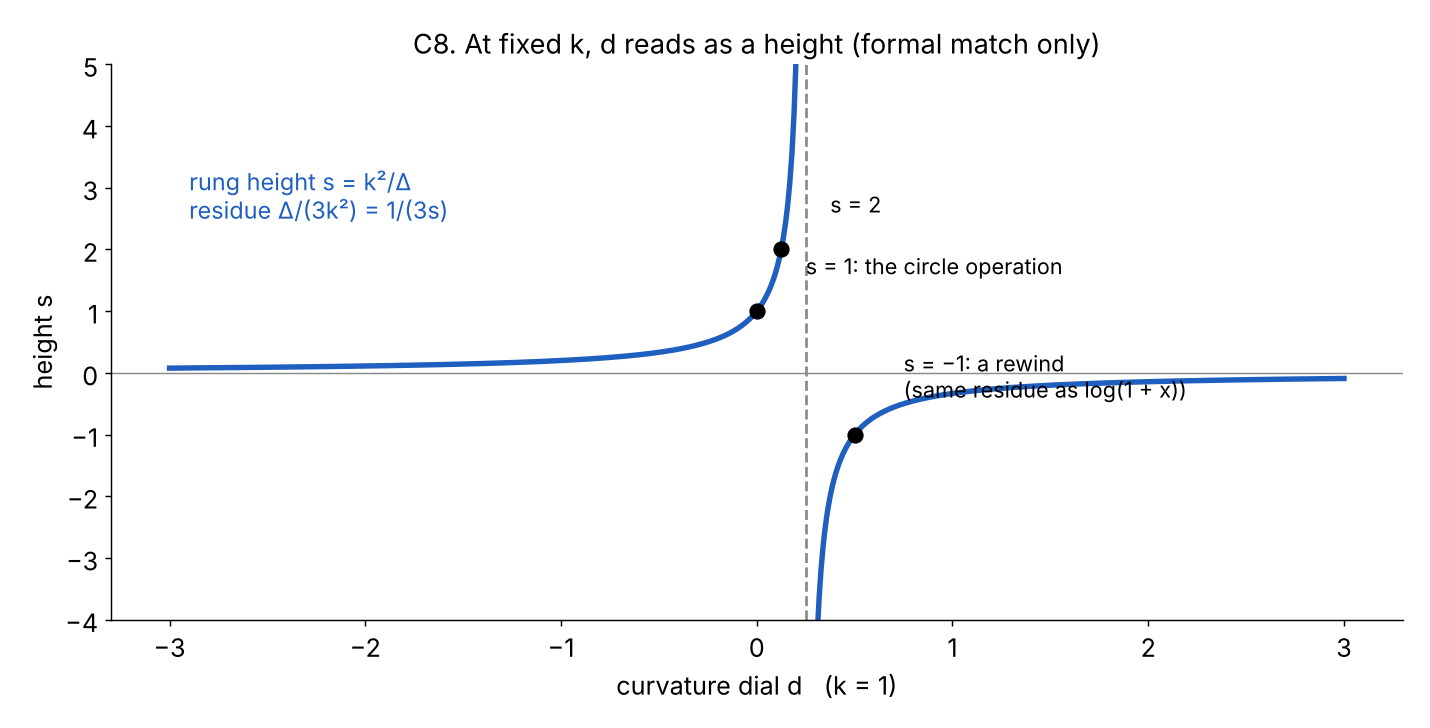 C8. At fixed k, d reads as a height (formal match only)
5
4
3
2
1
0
−1
−2
−3
−4
height s
rung height s = k²/Δ
residue Δ/(3k²) = 1/(3s)
s = 2
s = 1: the circle operation
s = −1: a rewind
(same residue as log(1 + x))
−3
−2
−1
0
1
2
3
curvature dial d (k = 1)